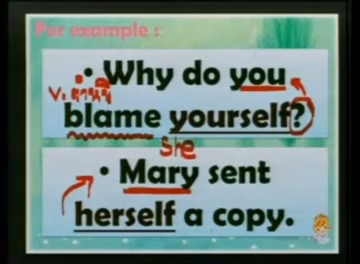 For example :
• Why do you
blame yourself?
She
• Mary sent
herself a copy.